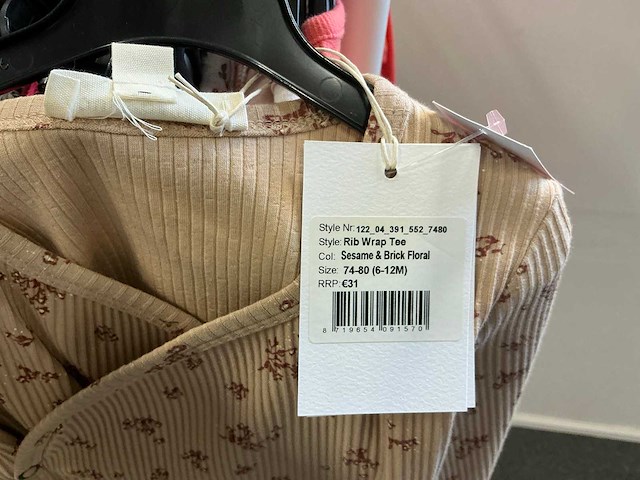 Style Nr: 122_04_391_552_7480
Style: Rib Wrap Tee
Col: Sesame & Brick Floral
Size: 74-80 (6-12M)
RRP: €31
8 719654 091570